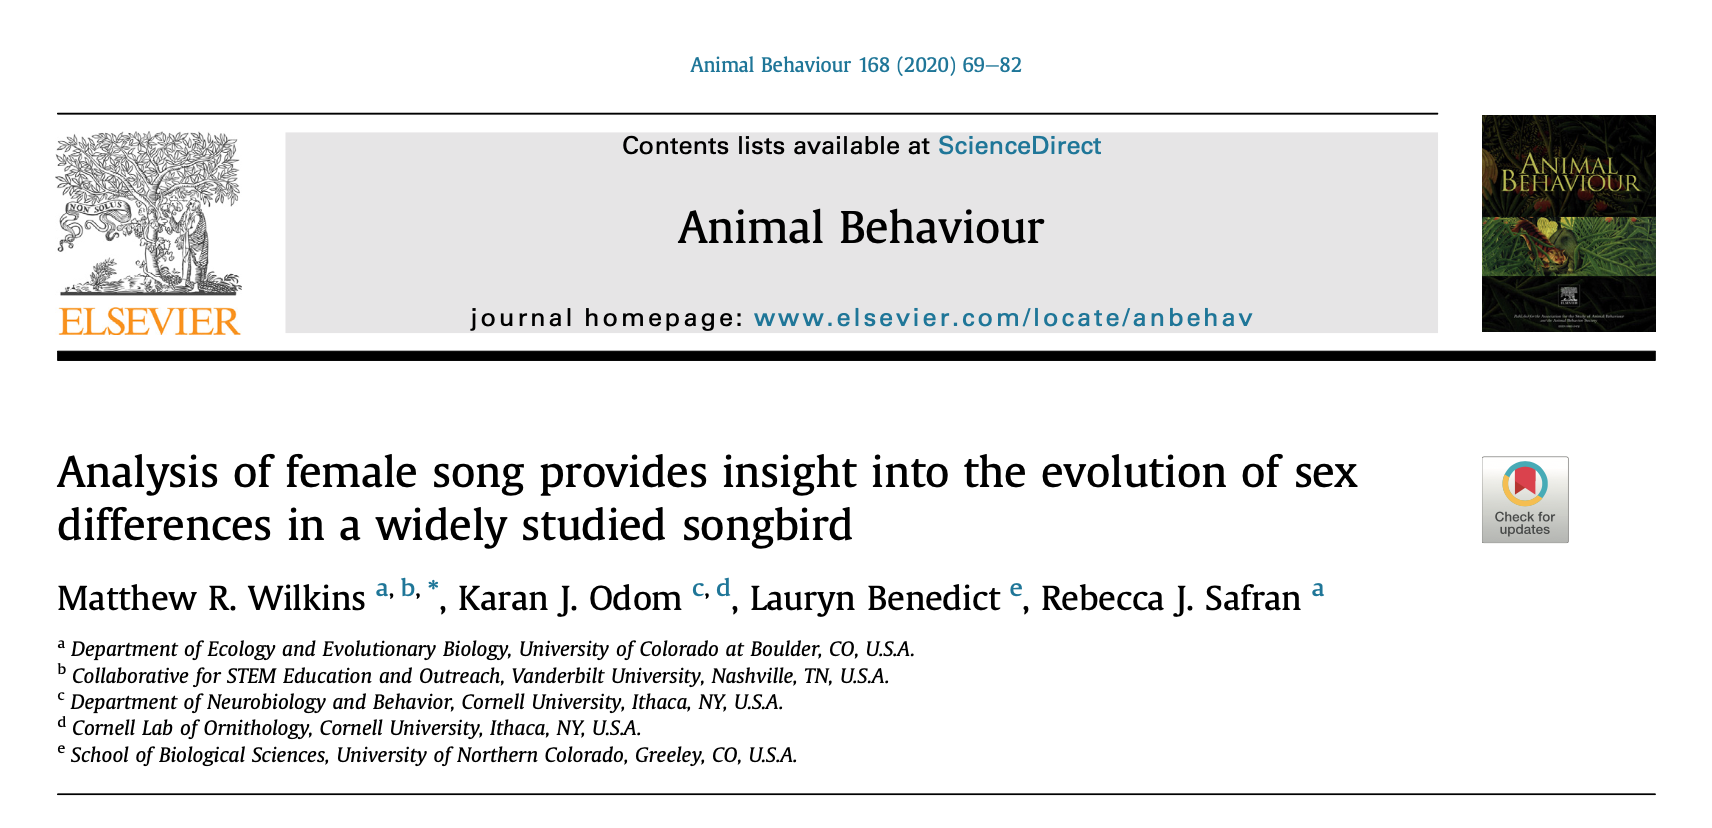 Animal Behaviour 168 (2020) 69–82
Contents lists available at ScienceDirect
Animal Behaviour
journal homepage: www.elsevier.com/locate/anbehav
NON SOLUS
ELSEVIER
ANIMAL
BEHAVIOUR
Analysis of female song provides insight into the evolution of sex
differences in a widely studied songbird
Check for
updates
Matthew R. Wilkins a, b, *, Karan J. Odom c, d, Lauryn Benedict e, Rebecca J. Safran a
a Department of Ecology and Evolutionary Biology, University of Colorado at Boulder, CO, U.S.A.
b Collaborative for STEM Education and Outreach, Vanderbilt University, Nashville, TN, U.S.A.
c Department of Neurobiology and Behavior, Cornell University, Ithaca, NY, U.S.A.
d Cornell Lab of Ornithology, Cornell University, Ithaca, NY, U.S.A.
e School of Biological Sciences, University of Northern Colorado, Greeley, CO, U.S.A.